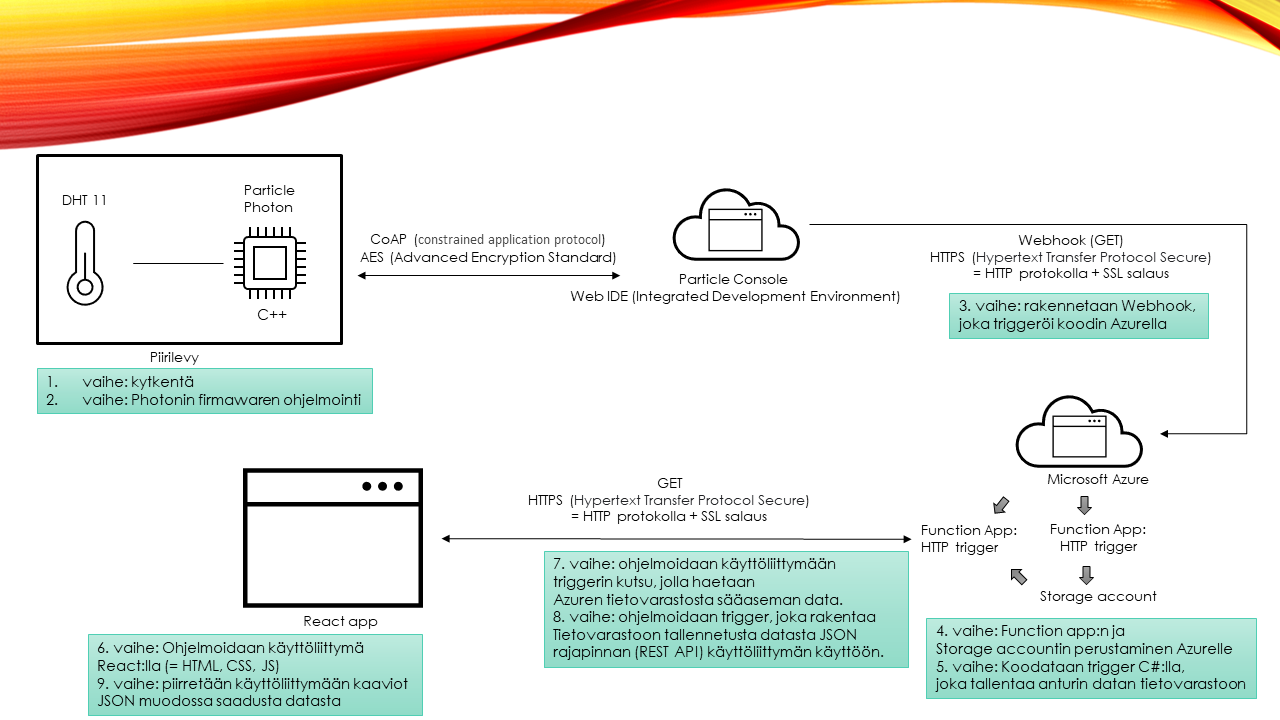 DHT 11
Particle
Photon
C++
Piirilevy
1. vaihe: kytkentä
2. vaihe: Photonin firmawaren ohjelmointi
CoAP (constrained application protocol)
AES (Advanced Encryption Standard)
Particle Console
Web IDE (Integrated Development Environment)
Webhook (GET)
HTTPS (Hypertext Transfer Protocol Secure)
= HTTP protokolla + SSL salaus
3. vaihe: rakennetaan Webhook,
joka triggeröi koodin Azurella
Microsoft Azure
Function App:
HTTP trigger
Function App:
HTTP trigger
Storage account
4. vaihe: Function app:n ja
Storage accountin perustaminen Azurelle
5. vaihe: Koodataan trigger C#:lla,
joka tallentaa anturin datan tietovarastoon
GET
HTTPS (Hypertext Transfer Protocol Secure)
= HTTP protokolla + SSL salaus
7. vaihe: ohjelmoidaan käyttöliittymään
triggerin kutsu, jolla haetaan
Azuren tietovarastosta sääaseman data.
8. vaihe: ohjelmoidaan trigger, joka rakentaa
Tietovarastoon tallennetusta datasta JSON
rajapinnan (REST API) käyttöliittymän käyttöön.
React app
6. vaihe: Ohjelmoidaan käyttöliittymä
React:lla (= HTML, CSS, JS)
9. vaihe: piirretään käyttöliittymään kaaviot
JSON muodossa saadusta datasta